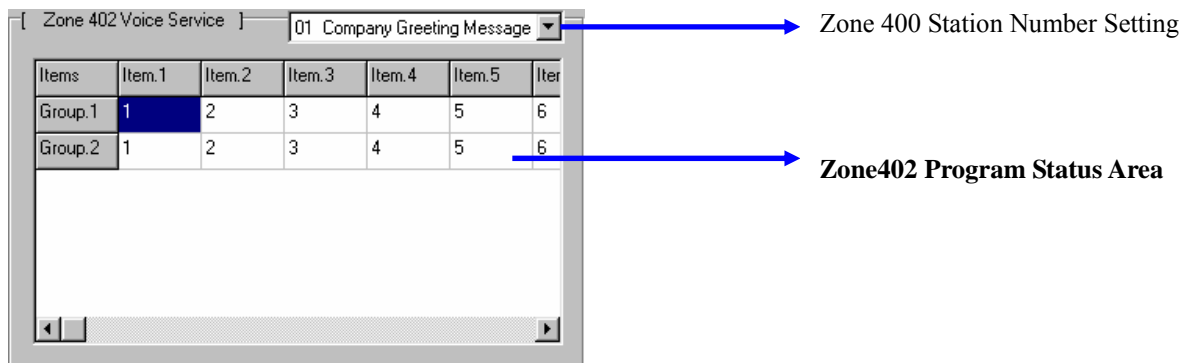 [ Zone 402 Voice Service ] 01 Company Greeting Message
Zone 400 Station Number Setting
Items Item.1 Item.2 Item.3 Item.4 Item.5 Iter
Group.1 1 2 3 4 5 6
Group.2 1 2 3 4 5 6
Zone402 Program Status Area